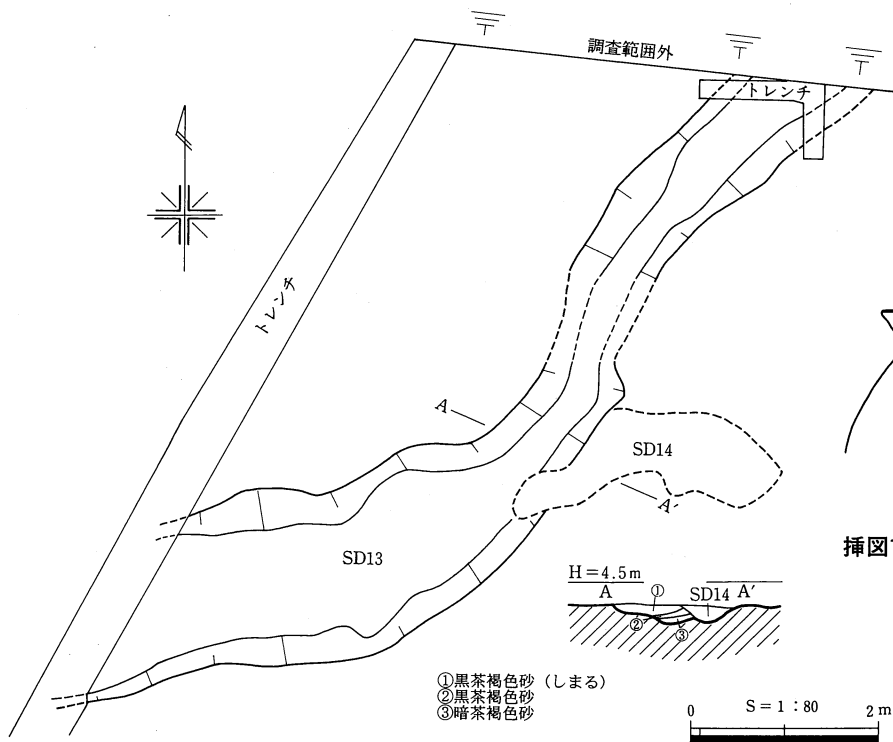 調査範囲外
トレンチ
トレンチ
A
SD14
A'
SD13
挿図
H=4.5m
A
①
SD14
A′
②
③
①黒茶褐色砂（しまる）
②黒茶褐色砂
③暗茶褐色砂
S=1:80
0
2m